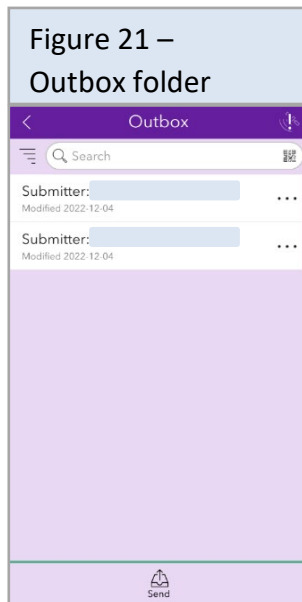 Figure 21 –
Outbox folder
Outbox
Search
Submitter:
Modified 2022-12-04
Submitter:
Modified 2022-12-04
Send